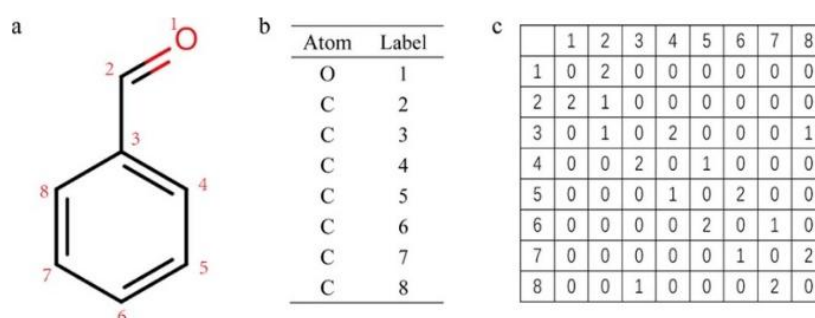 a
1
O
2
3
8
4
7
5
6
b
Atom Label
O 1
C 2
C 3
C 4
C 5
C 6
C 7
C 8
c
1 2 3 4 5 6 7 8
1 0 2 0 0 0 0 0 0
2 2 1 0 0 0 0 0 0
3 0 1 0 2 0 0 0 1
4 0 0 2 0 1 0 0 0
5 0 0 0 1 0 2 0 0
6 0 0 0 0 2 0 1 0
7 0 0 0 0 0 1 0 2
8 0 0 1 0 0 0 2 0